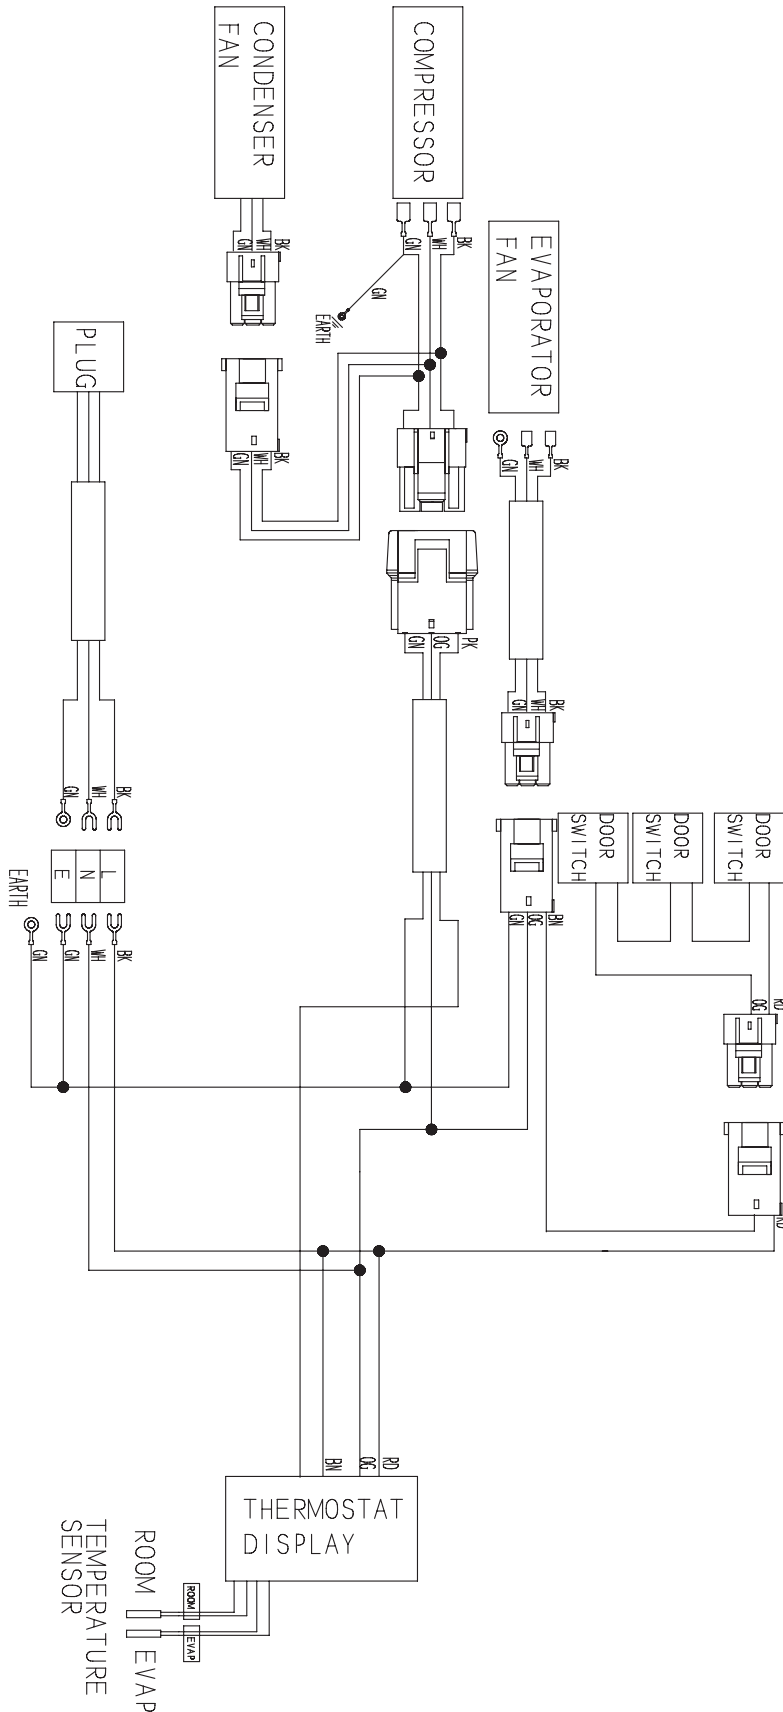 CONDENSER
FAN
COMPRESSOR
EVAPORATOR
FAN
GN
WH
BK
GN
WH
BK
GN
EARTH
PLUG
GN
WH
BK
GN
WH
BK
GN
OG
PK
GN
WH
BK
GN
WH
BK
DOOR
SWITCH
DOOR
SWITCH
DOOR
SWITCH
E
N
L
EARTH
GN
GN
WH
BK
GN
OG
BN
OG
RD
RD
BN
OG
RD
THERMOSTAT
DISPLAY
ROOM
EVAP
ROOM
EVAP
TEMPERATURE
SENSOR